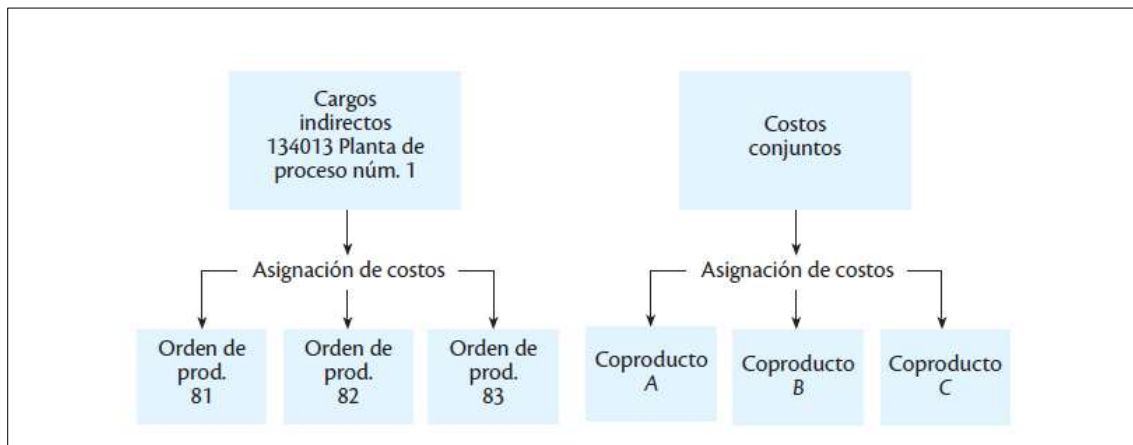 Cargos
indirectos
134013 Planta de
proceso núm. 1
Costos
conjuntos
Asignación de costos
Asignación de costos
Orden de
prod.
81
Orden de
prod.
82
Orden de
prod.
83
Coproducto
A
Coproducto
B
Coproducto
C